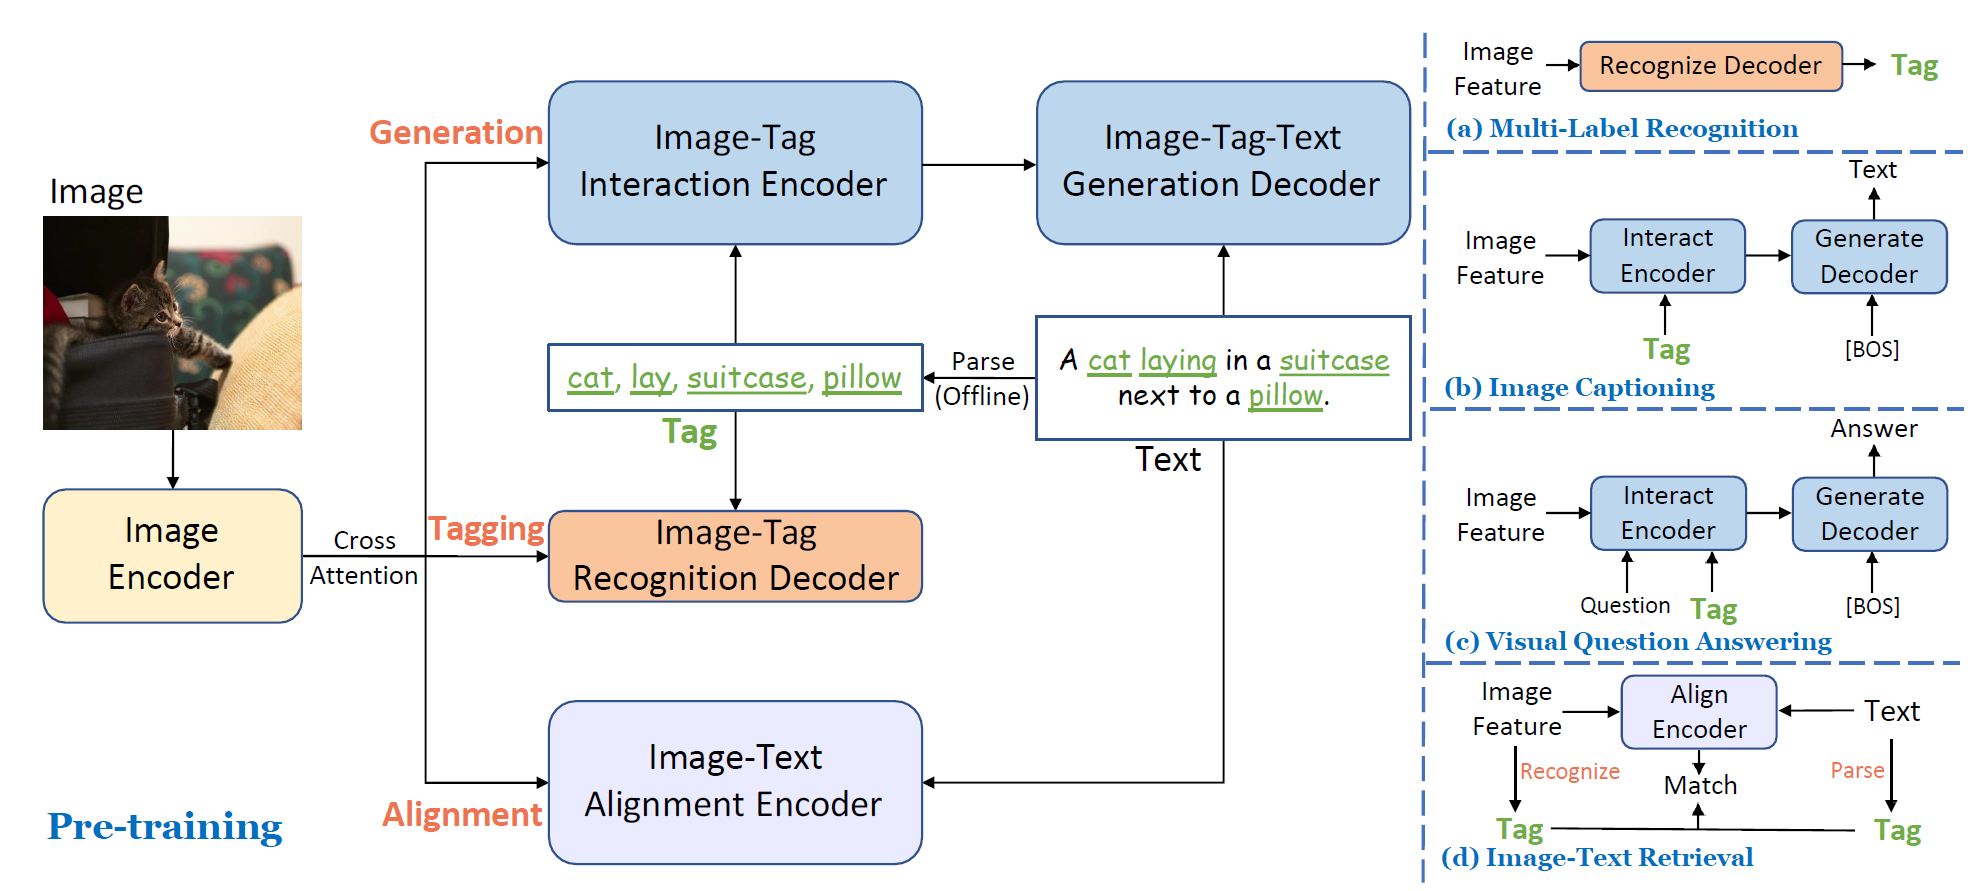 Image
Image
Encoder
Cross
Attention
Generation
Tagging
Alignment
Image-Tag
Interaction Encoder
Image-Tag-Text
Generation Decoder
cat, lay, suitcase, pillow
Tag
Parse
(Offline)
A cat laying in a suitcase
next to a pillow.
Text
Image-Tag
Recognition Decoder
Image-Text
Alignment Encoder
Pre-training
Image
Feature
Recognize Decoder
Tag
(a) Multi-Label Recognition
Text
Image
Feature
Interact
Encoder
Generate
Decoder
Tag
[BOS]
(b) Image Captioning
Answer
Image
Feature
Interact
Encoder
Generate
Decoder
Question
Tag
[BOS]
(c) Visual Question Answering
Image
Feature
Align
Encoder
Text
Recognize
Match
Parse
Tag
Tag
(d) Image-Text Retrieval